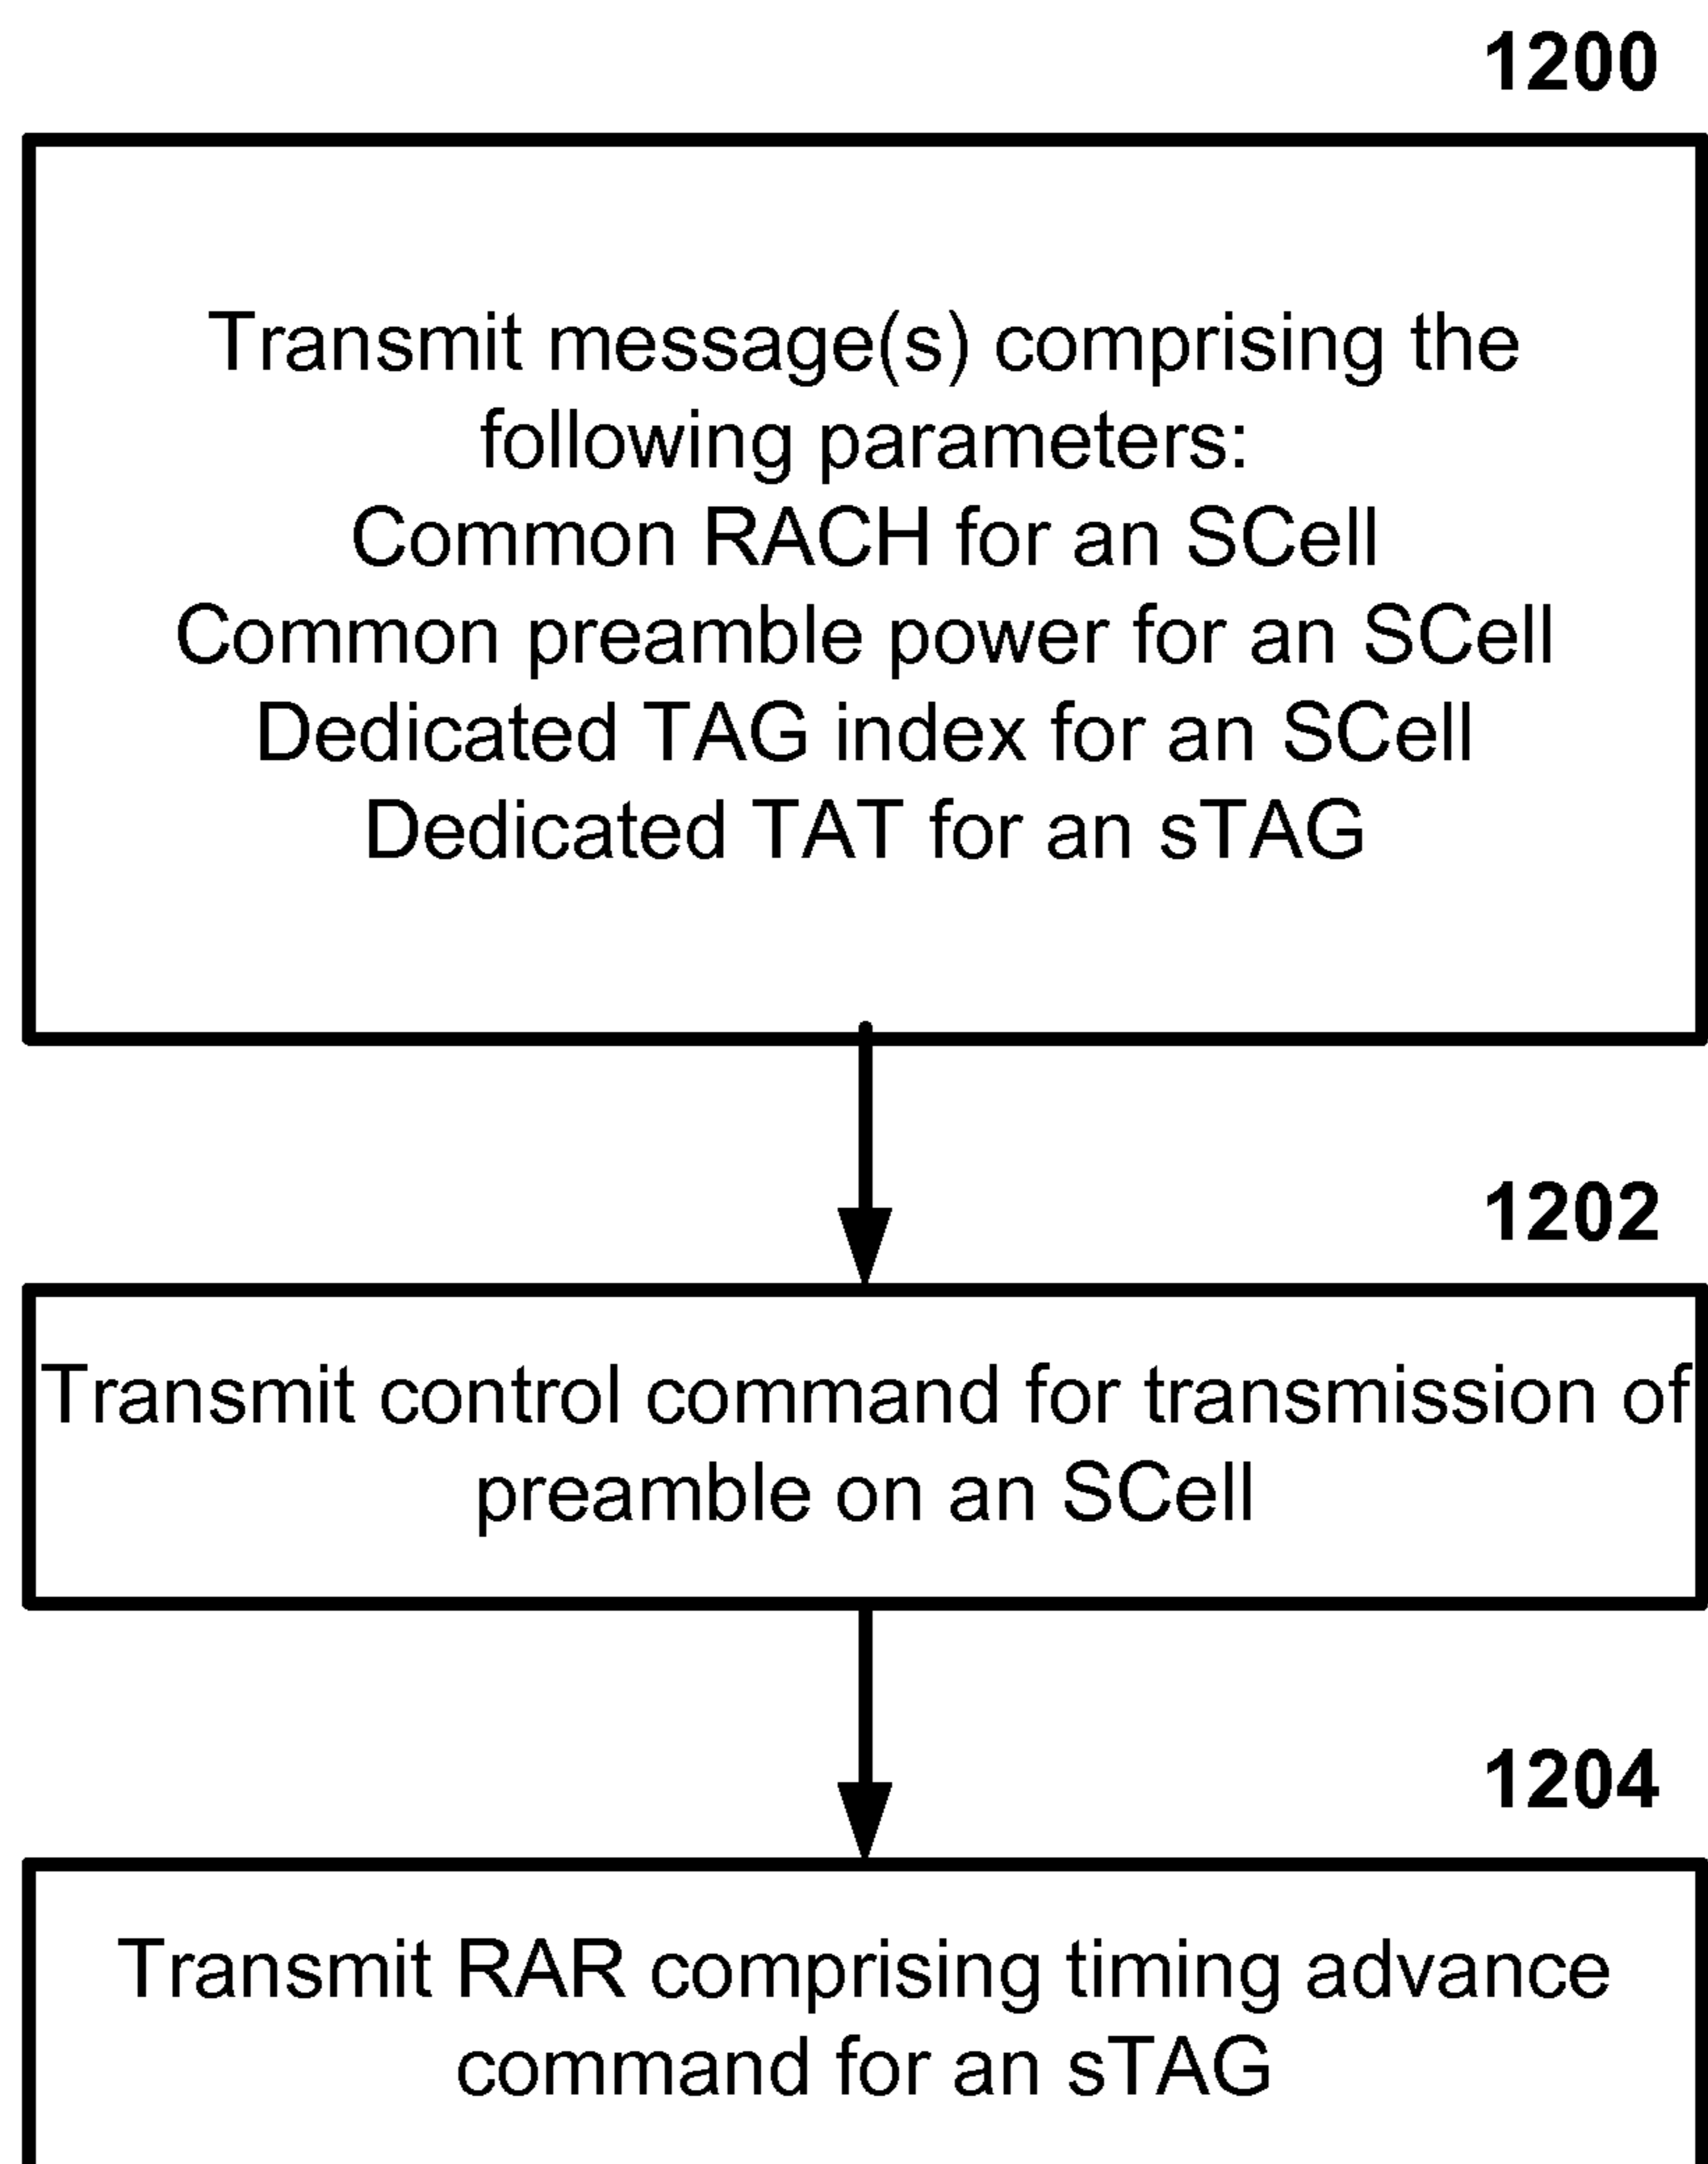 1200
Transmit message(s) comprising the
following parameters:
Common RACH for an SCell
Common preamble power for an SCell
Dedicated TAG index for an SCell
Dedicated TAT for an sTAG
1202
Transmit control command for transmission of
preamble on an SCell
1204
Transmit RAR comprising timing advance
command for an sTAG